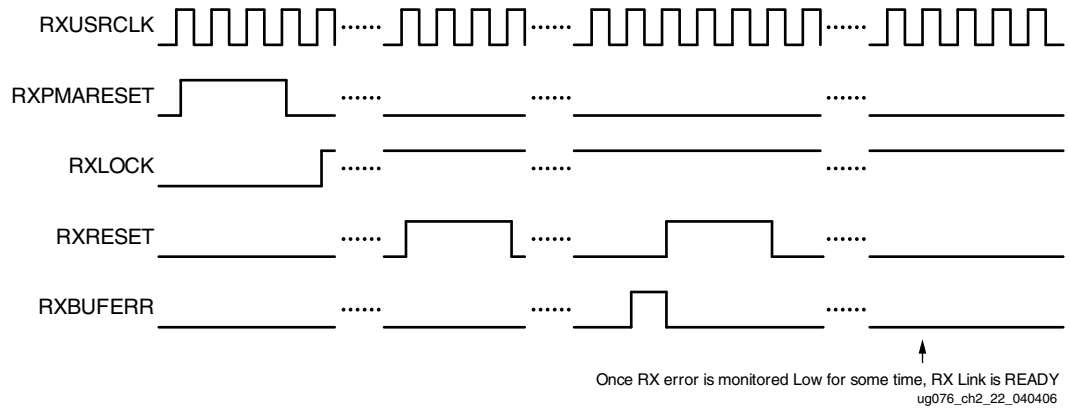 RXUSRCLK
RXPMARESET
RXLOCK
RXRESET
RXBUFERR
Once RX error is monitored Low for some time, RX Link is READY
ug076_ch2_22_040406